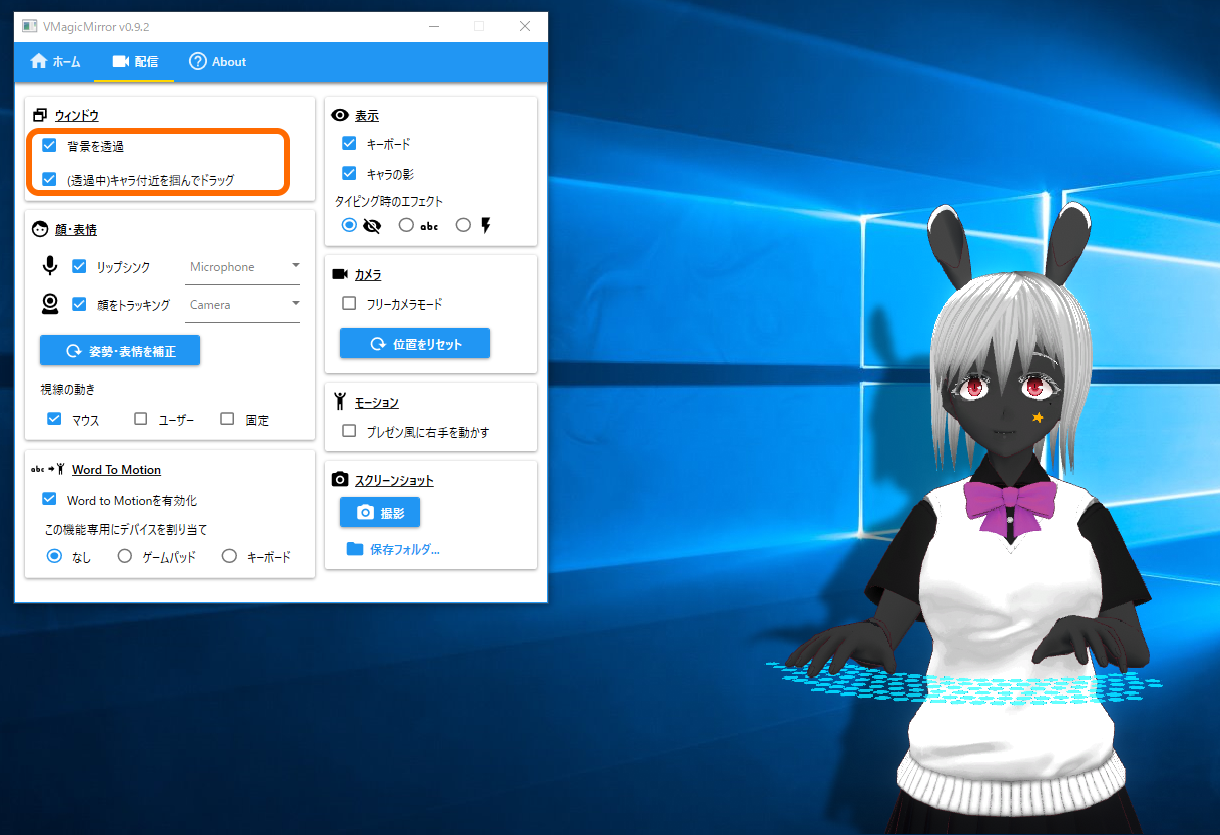 VMagicMirror v0.9.2
ホーム
配信
About
ウィンドウ
背景を透過
(透過中)キャラ付近を掴んでドラッグ
顔・表情
リップシンク
Microphone
顔をトラッキング
Camera
姿勢・表情を補正
視線の動き
マウス
ユーザー
固定
abc
Word To Motion
Word to Motionを有効化
この機能専用にデバイスを割り当て
なし
ゲームパッド
キーボード
表示
キーボード
キャラの影
タイピング時のエフェクト
abc
カメラ
フリーカメラモード
位置をリセット
モーション
プレゼン風に右手を動かす
スクリーンショット
撮影
保存フォルダ...